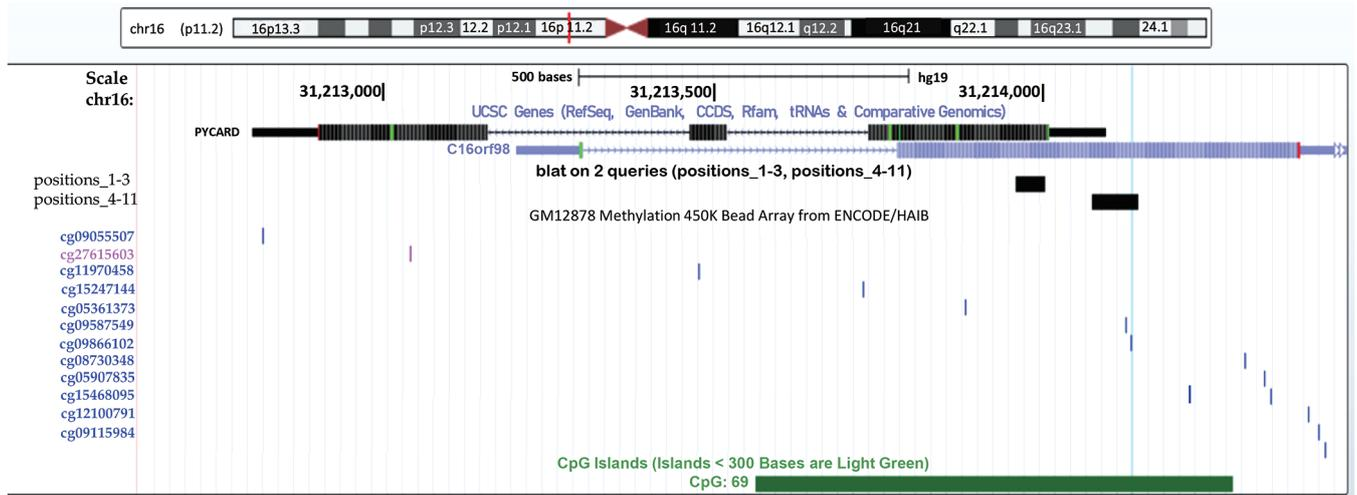 chr16 (p11.2) 16p13.3 p12.3 12.2 p12.1 16p 11.2 16q 11.2 16q12.1 q12.2 16q21 q22.1 16q23.1 24.1
Scale 500 bases hg19
chr16: 31,213,000 31,213,500 31,214,000
UCSC Genes (RefSeq, GenBank, CCDS, Rfam, tRNAs & Comparative Genomics)
PYCARD
C16orf98
blat on 2 queries (positions_1-3, positions_4-11)
positions_1-3
positions_4-11
GM12878 Methylation 450K Bead Array from ENCODE/HAIB
cg09055507
cg27615603
cg11970458
cg15247144
cg05361373
cg09587549
cg09866102
cg08730348
cg05907835
cg15468095
cg12100791
cg09115984
CpG Islands (Islands < 300 Bases are Light Green)
CpG: 69